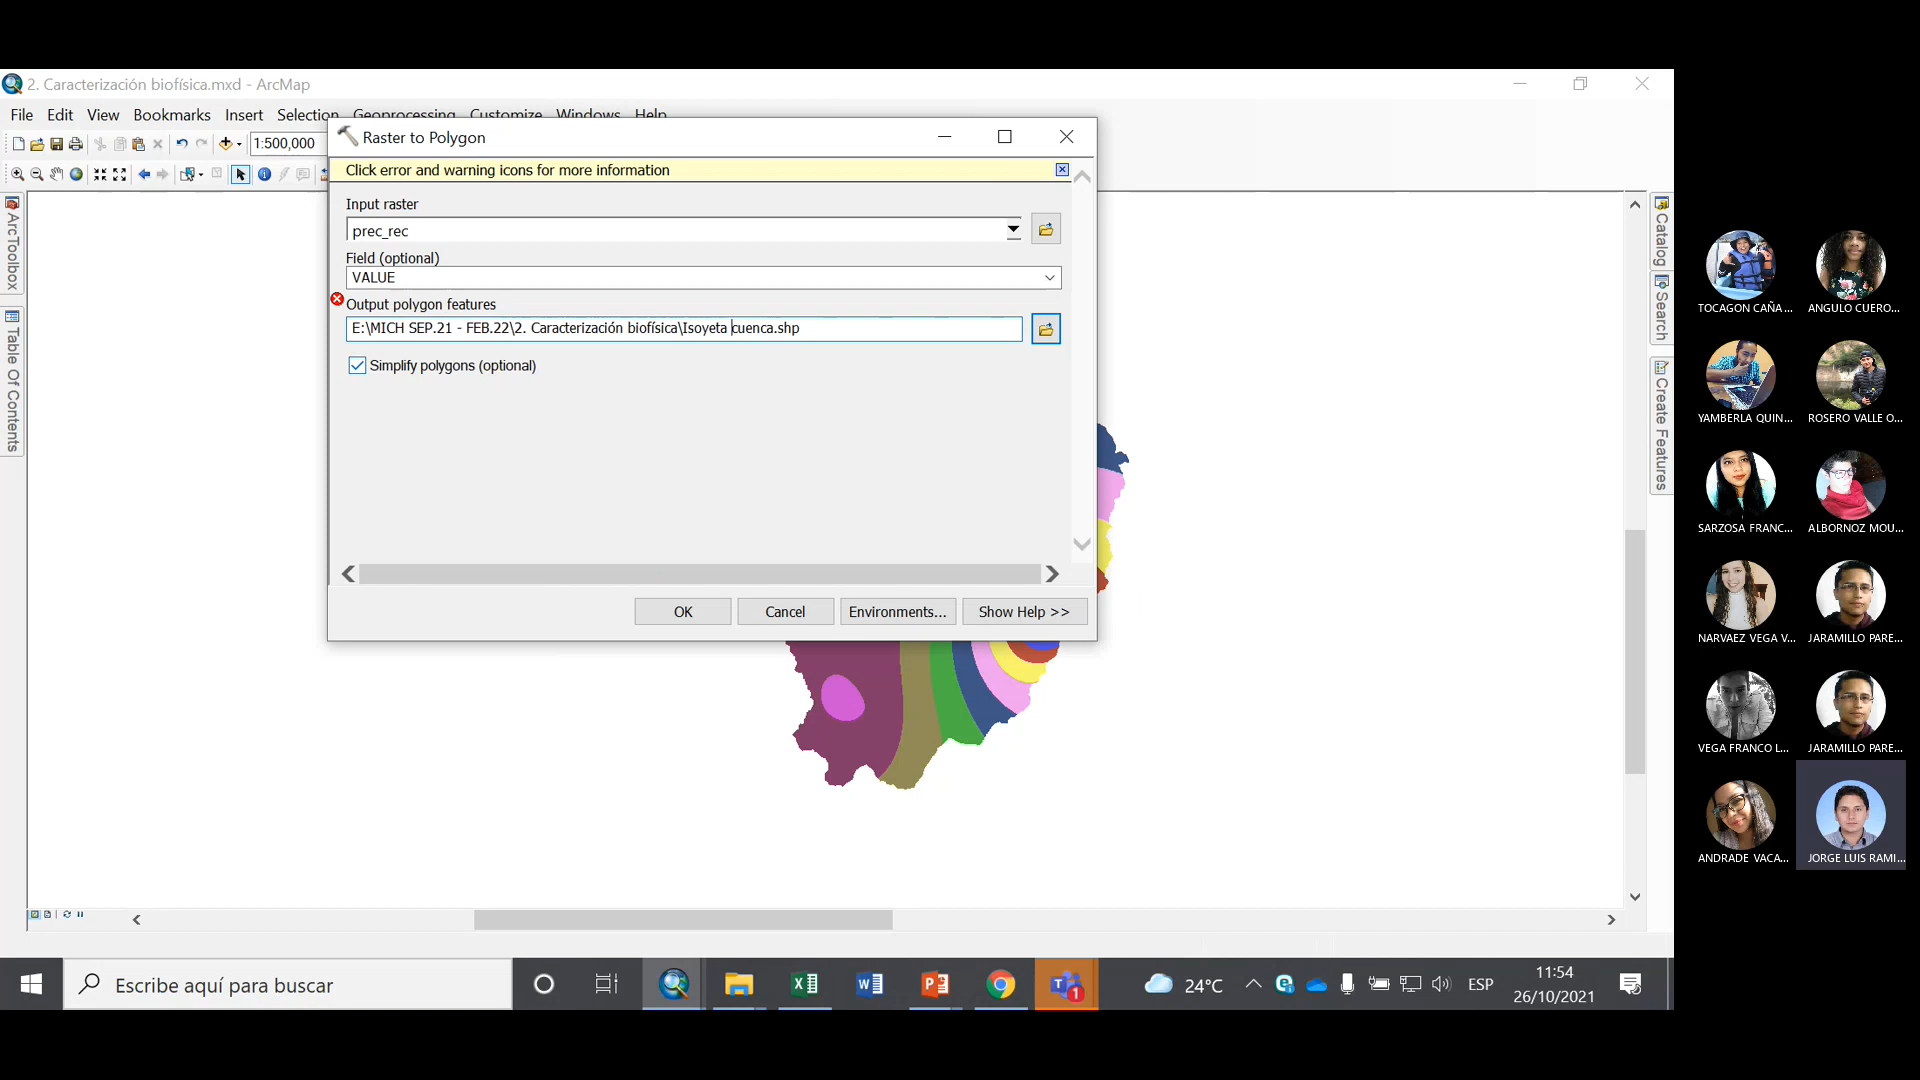 2. Caracterización biofísica.mxd - ArcMap
File Edit View Bookmarks Insert Selection Geoprocessing Customize Windows Help
1:500,000
Raster to Polygon
Click error and warning icons for more information
Input raster
prec_rec
Field (optional)
VALUE
Output polygon features
E:\MICH SEP.21 - FEB.22\2. Caracterización biofísica\Isoyeta cuenca.shp
Simplify polygons (optional)
OK Cancel Environments... Show Help >>
ArcToolbox
Table Of Contents
Catalog
Search
Create Features
TOCAGON CAÑA... ANGULO CUERO...
YAMBERLA QUIN... ROSERO VALLE O...
SARZOSA FRANC... ALBORNOZ MOU...
NARVAEZ VEGA V... JARAMILLO PARE...
VEGA FRANCO L... JARAMILLO PARE...
ANDRADE VACA... JORGE LUIS RAMI...
Escribe aquí para buscar
1
24°C
ESP
11:54
26/10/2021